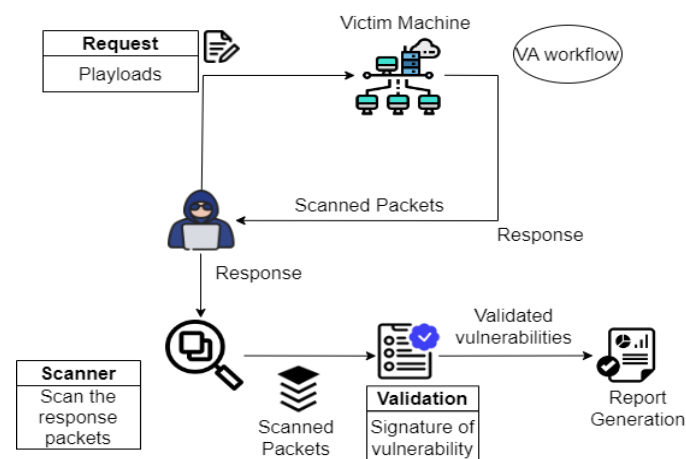 Victim Machine
Request
Playloads
VA workflow
Scanned Packets
Response
Response
Validated
vulnerabilities
Scanner
Scan the
response
packets
Scanned
Packets
Validation
Signature of
vulnerability
Report
Generation